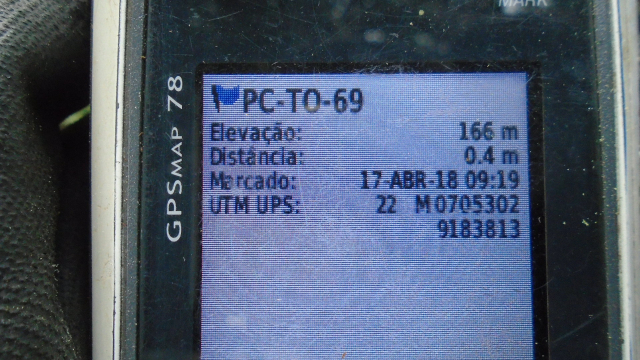 MARK
GPSMAP 78
PC-TO-69
Elevação: 166 m
Distância: 0.4 m
Marcado: 17-ABR-18 09:19
UTM UPS: 22 M 0705302
9183813